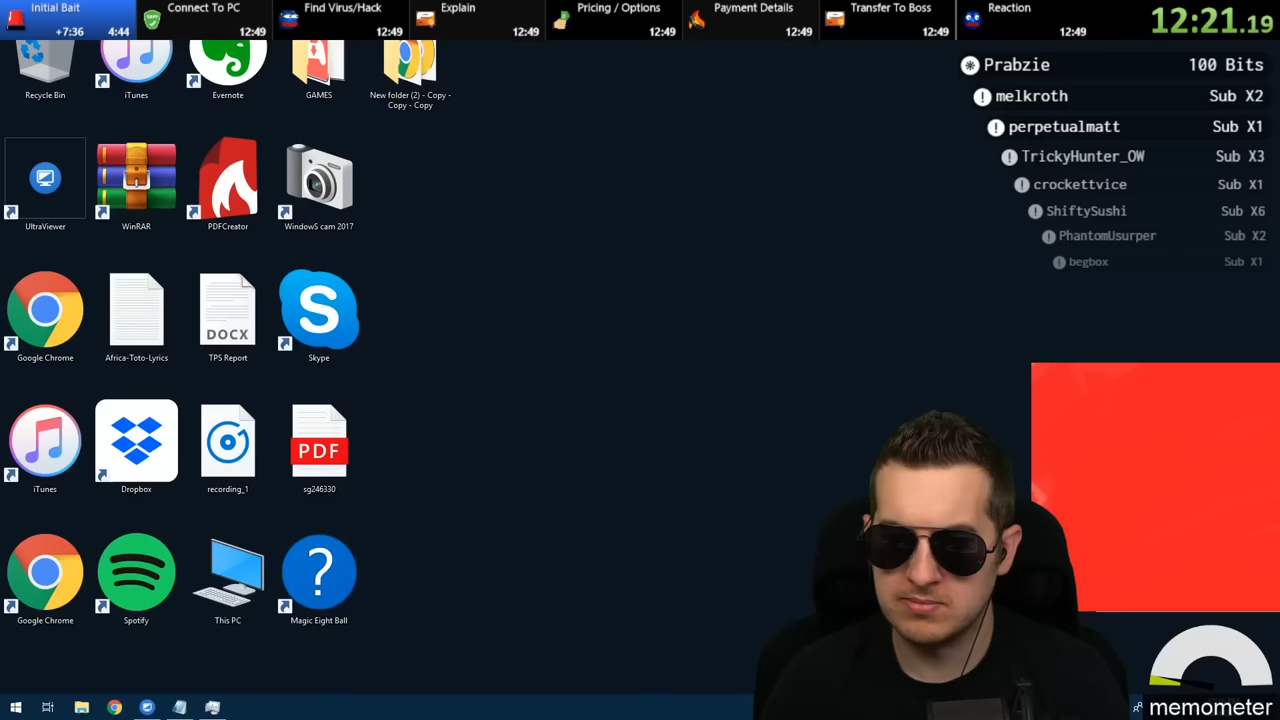 Initial Bait
+7:36 4:44
Connect To PC
12:49
Find Virus/Hack
12:49
Explain
12:49
Pricing / Options
12:49
Payment Details
12:49
Transfer To Boss
12:49
Reaction
12:49
12:21.19
Prabzie 100 Bits
melkroth Sub X2
perpetualmatt Sub X1
TrickyHunter_OW Sub X3
crockettvice Sub X1
ShiftySushi Sub X6
PhantomUsurper Sub X2
begbox Sub X1
Recycle Bin
iTunes
Evernote
GAMES
New folder (2) - Copy -
Copy - Copy
UltraViewer
WinRAR
PDFCreator
WindowS cam 2017
Google Chrome
Africa-Toto-Lyrics
DOCX
TPS Report
S
Skype
iTunes
Dropbox
recording_1
PDF
sg246330
Google Chrome
Spotify
This PC
?
Magic Eight Ball
memometer